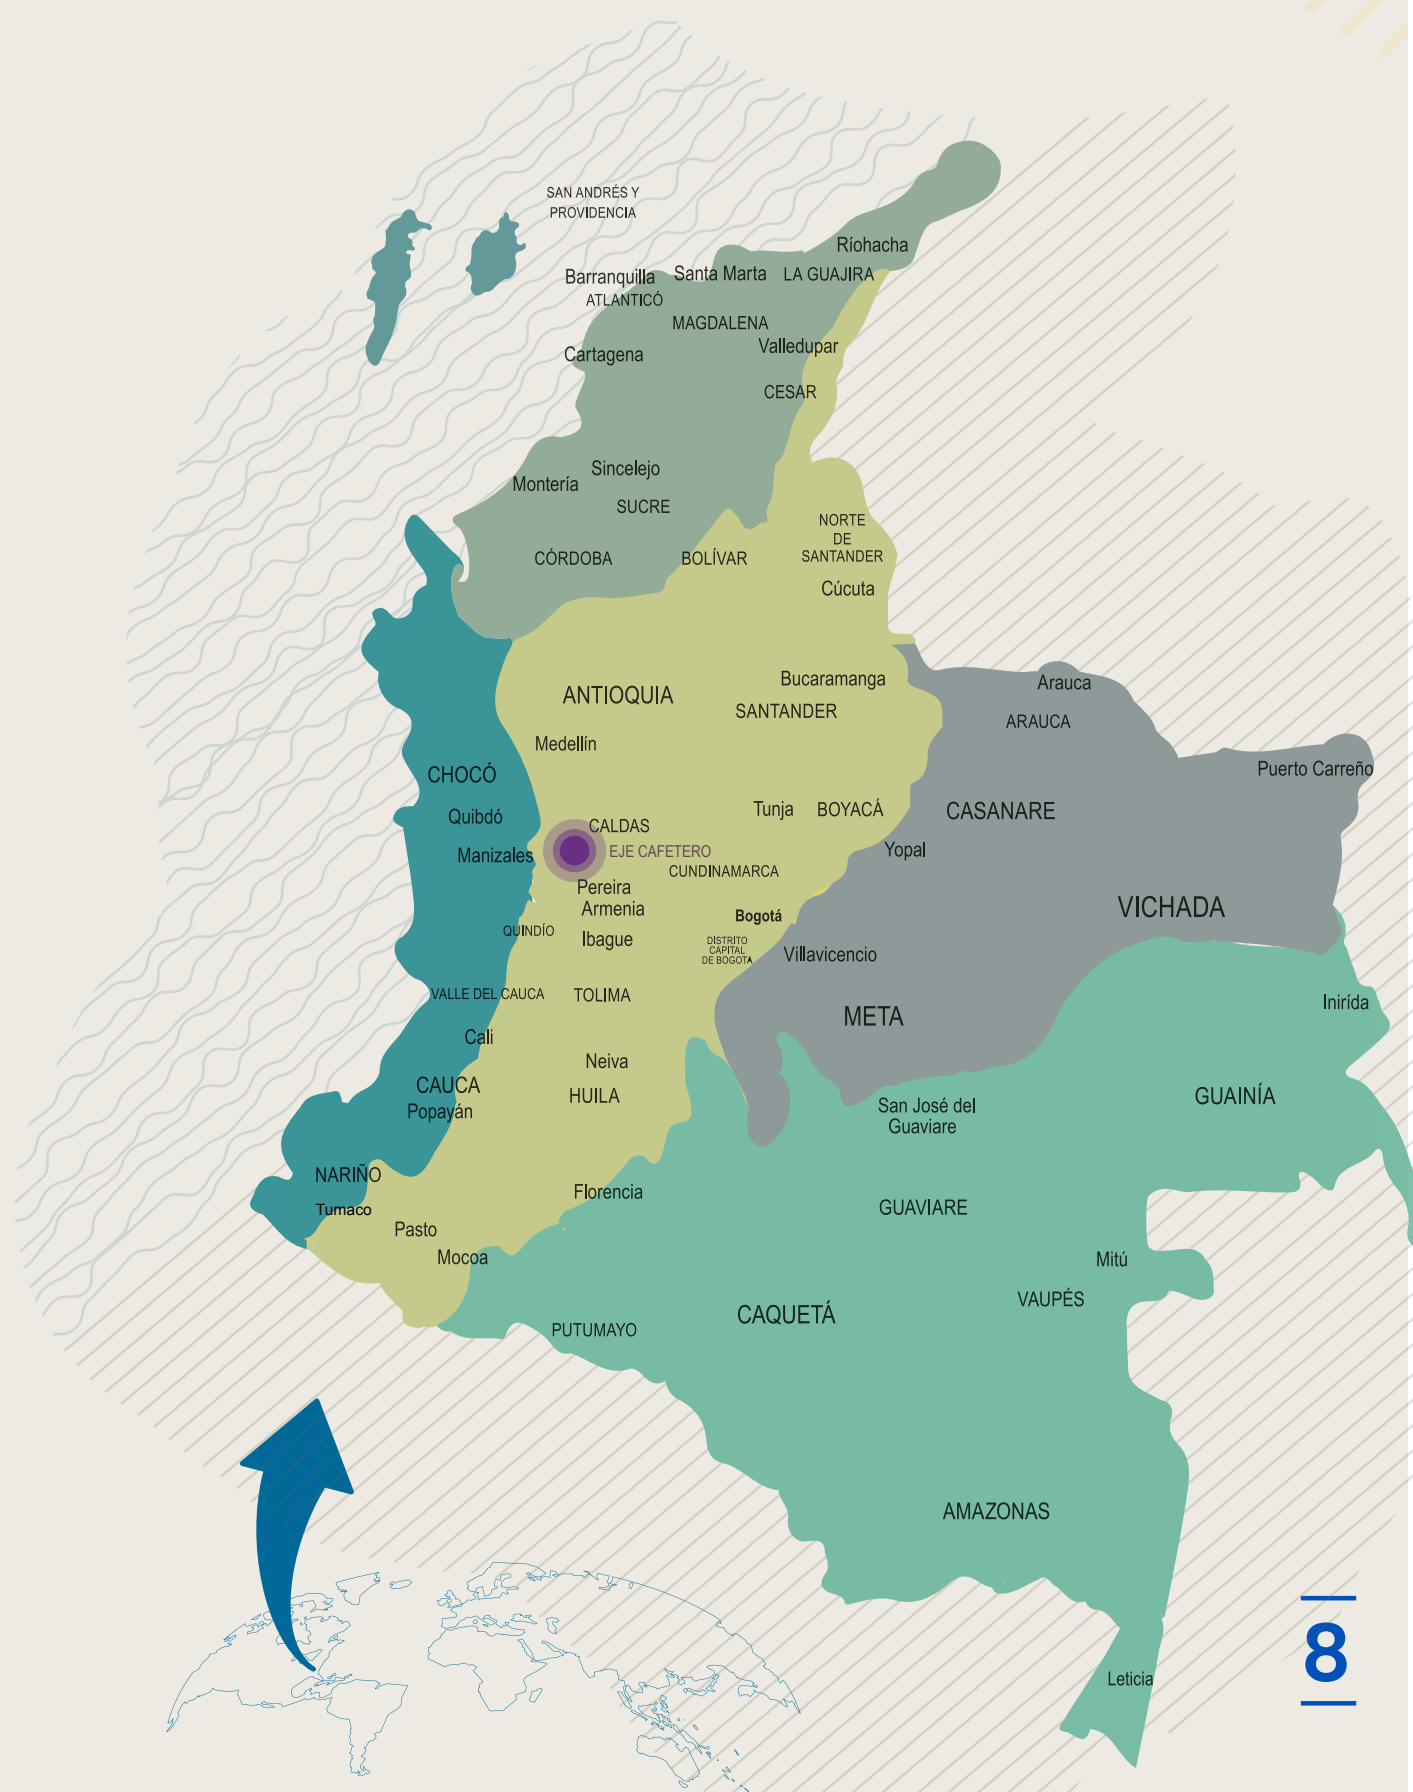 SAN ANDRÉS Y
PROVIDENCIA
Ríohacha
Barranquilla
Santa Marta
LA GUAJIRA
ATLANTICÓ
MAGDALENA
Cartagena
Valledupar
CESAR
Sincelejo
Montería
SUCRE
NORTE
DE
SANTANDER
CÓRDOBA
BOLÍVAR
Cúcuta
Bucaramanga
Arauca
ANTIOQUIA
SANTANDER
ARAUCA
Medellín
CHOCÓ
Puerto Carreño
Quibdó
Tunja
BOYACÁ
CASANARE
CALDAS
Manizales
EJE CAFETERO
Yopal
CUNDINAMARCA
Pereira
Armenia
Bogotá
VICHADA
QUINDÍO
Ibague
DISTRITO
CAPITAL
DE BOGOTÁ
Villavicencio
VALLE DEL CAUCA
TOLIMA
Inirída
META
Cali
Neiva
CAUCA
HUILA
GUAINÍA
Popayán
San José del
Guaviare
NARIÑO
Florencia
Tumaco
GUAVIARE
Pasto
Mocoa
Mitú
VAUPÉS
CAQUETÁ
PUTUMAYO
AMAZONAS
8
Leticia